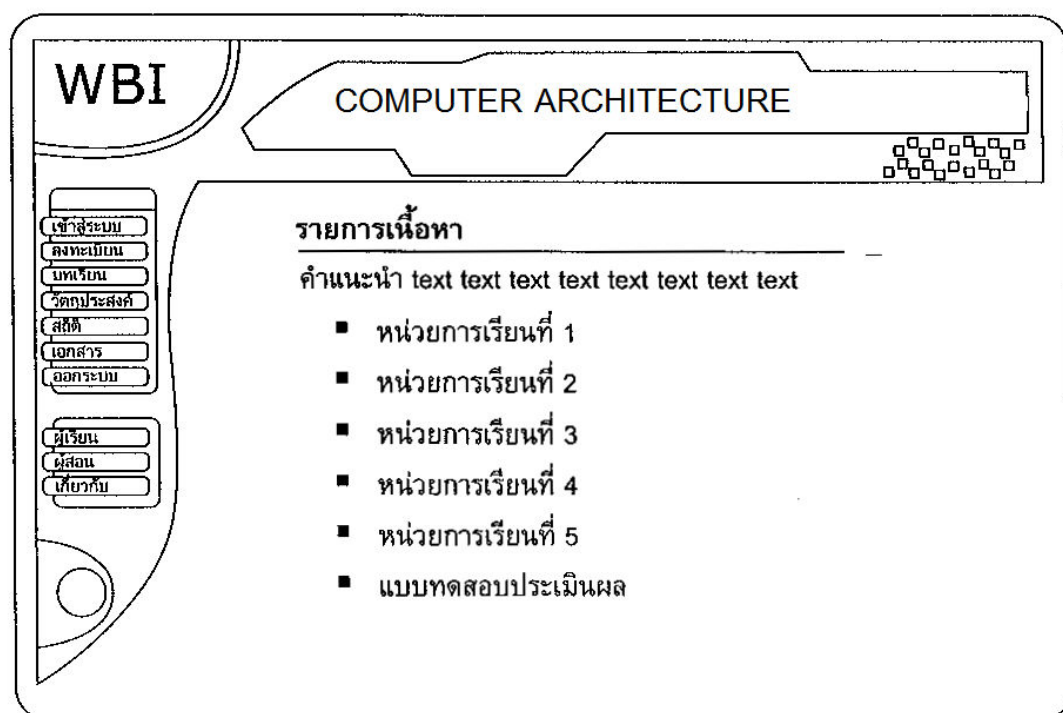 WBI
COMPUTER ARCHITECTURE
เข้าสู่ระบบ
ลงทะเบียน
บทเรียน
วัตถุประสงค์
สถิติ
เอกสาร
ออกระบบ
ผู้เรียน
ผู้สอน
เกี่ยวกับ
รายการเนื้อหา
คำแนะนำ text text text text text text text text
หน่วยการเรียนที่ 1
หน่วยการเรียนที่ 2
หน่วยการเรียนที่ 3
หน่วยการเรียนที่ 4
หน่วยการเรียนที่ 5
แบบทดสอบประเมินผล